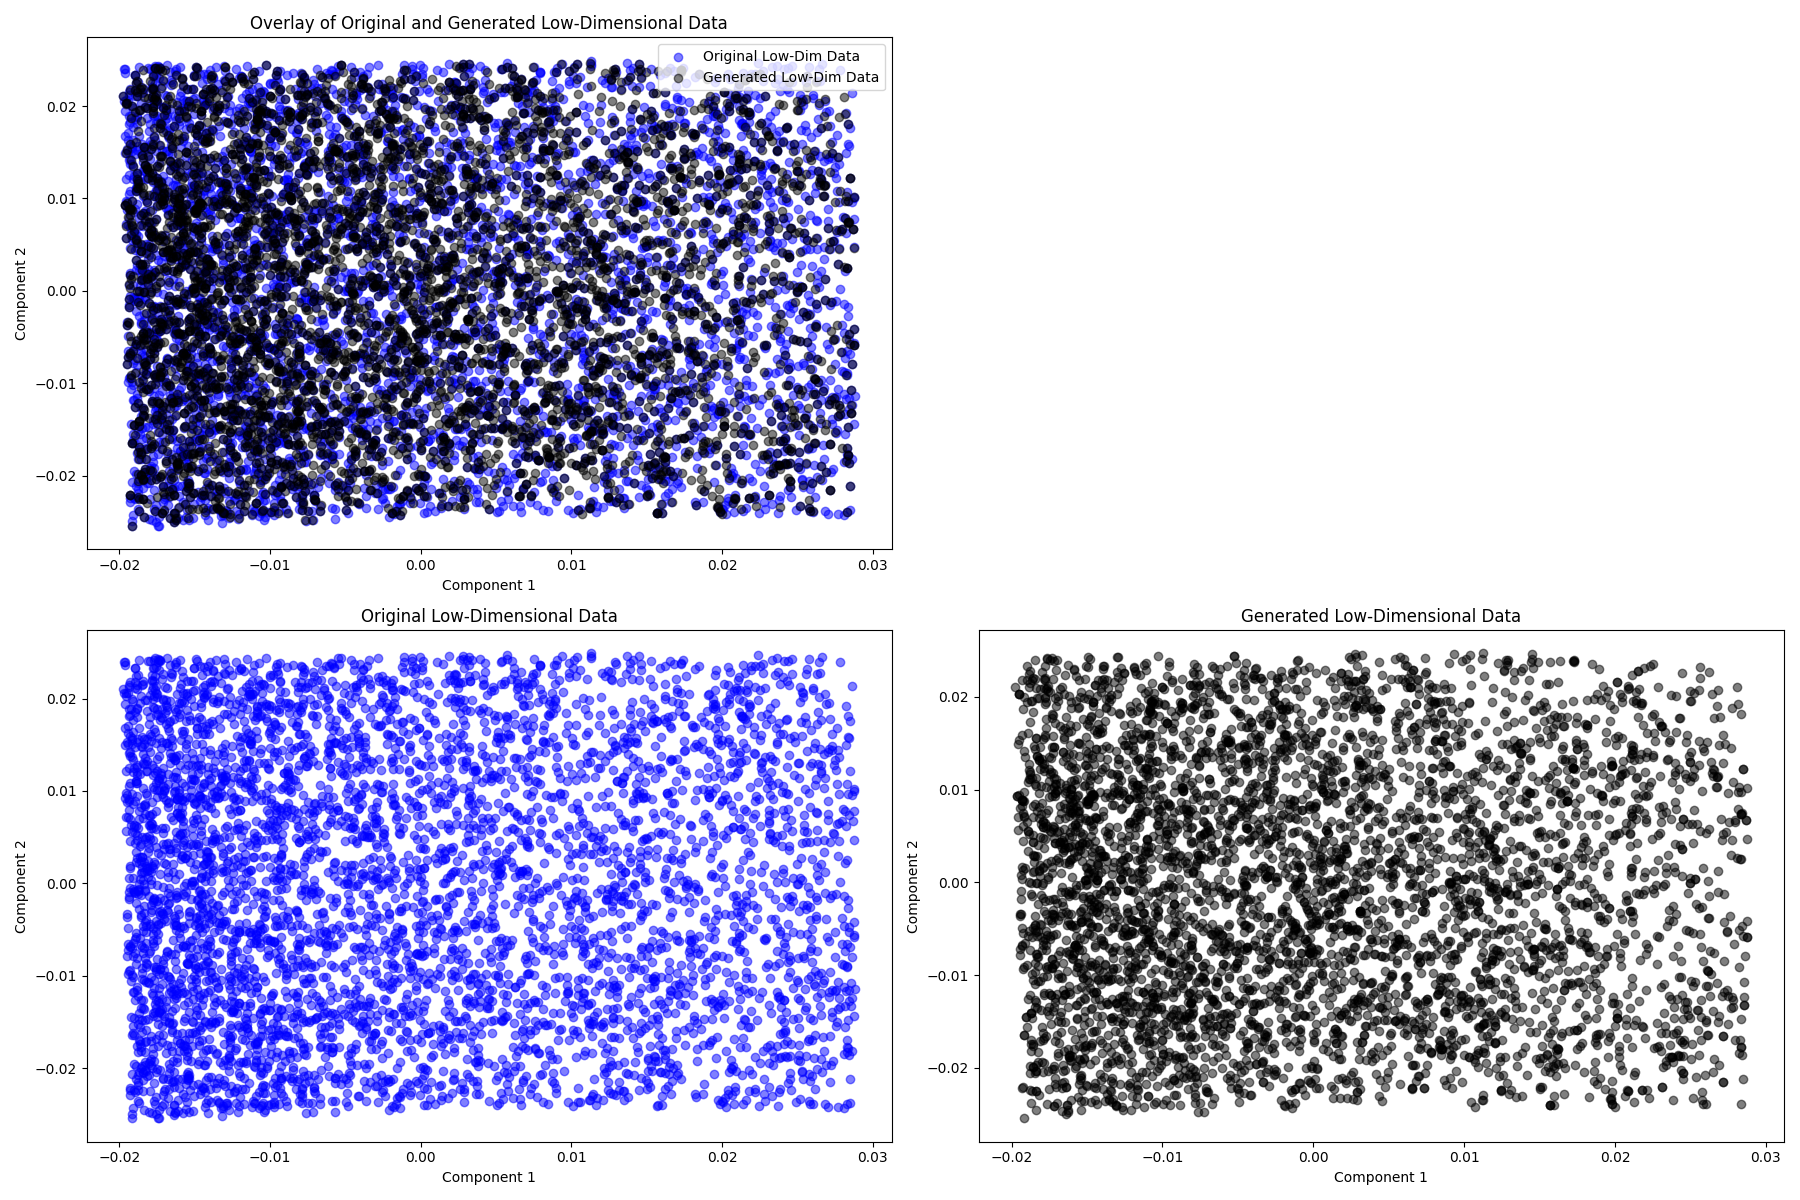 Overlay of Original and Generated Low-Dimensional Data
Original Low-Dim Data
Generated Low-Dim Data
0.02
0.01
0.00
−0.01
−0.02
Component 2
−0.02 −0.01 0.00 0.01 0.02 0.03
Component 1
Original Low-Dimensional Data
0.02
0.01
0.00
−0.01
−0.02
Component 2
−0.02 −0.01 0.00 0.01 0.02 0.03
Component 1
Generated Low-Dimensional Data
0.02
0.01
0.00
−0.01
−0.02
Component 2
−0.02 −0.01 0.00 0.01 0.02 0.03
Component 1